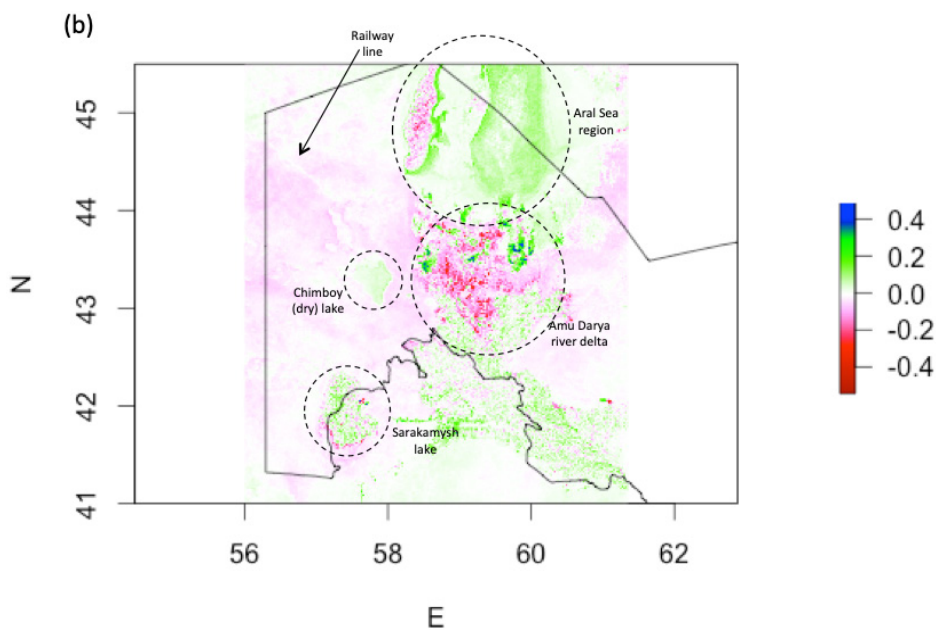 (b)
Railway
line
Aral Sea
region
Chimboy
(dry) lake
Amu Darya
river delta
Sarakamysh
lake
45
44
43
42
41
N
56
58
60
62
E
0.4
0.2
0.0
-0.2
-0.4